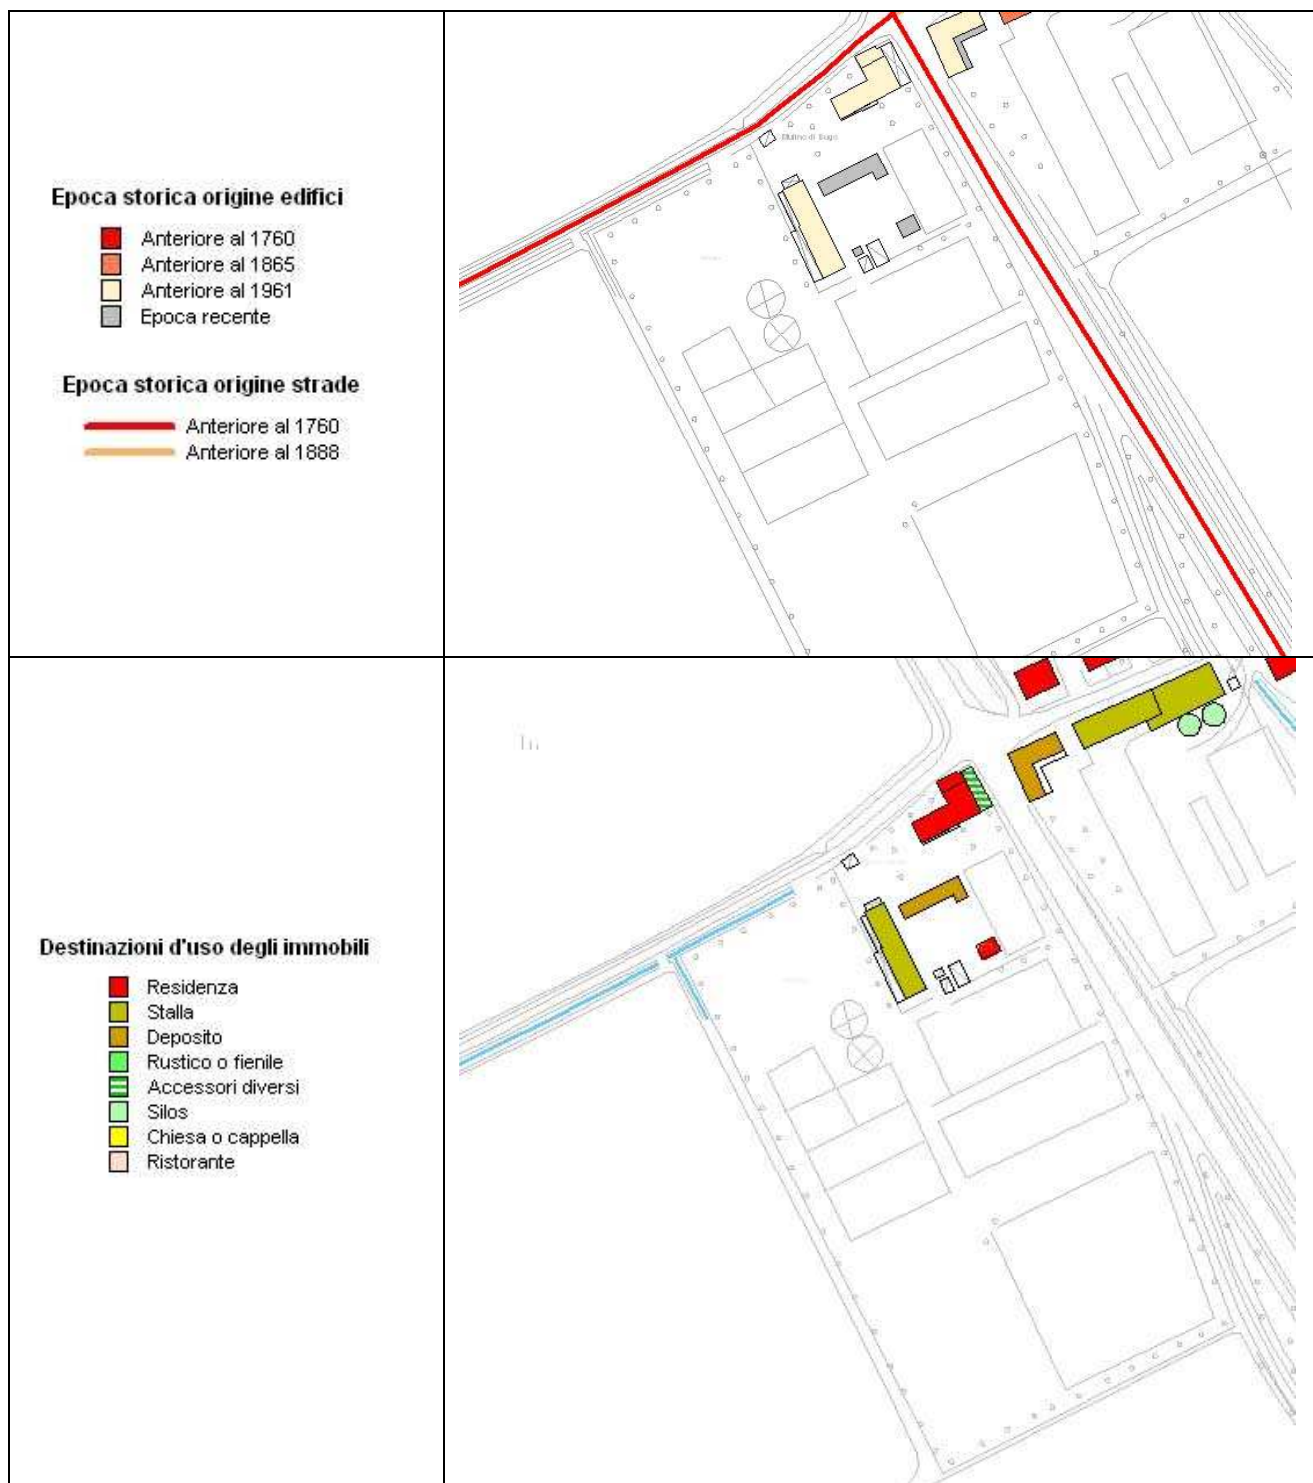 Epoca storica origine edifici
Anteriore al 1760
Anteriore al 1865
Anteriore al 1961
Epoca recente
Epoca storica origine strade
Anteriore al 1760
Anteriore al 1888
Destinazioni d'uso degli immobili
Residenza
Stalla
Deposito
Rustico o fienile
Accessori diversi
Silos
Chiesa o cappella
Ristorante